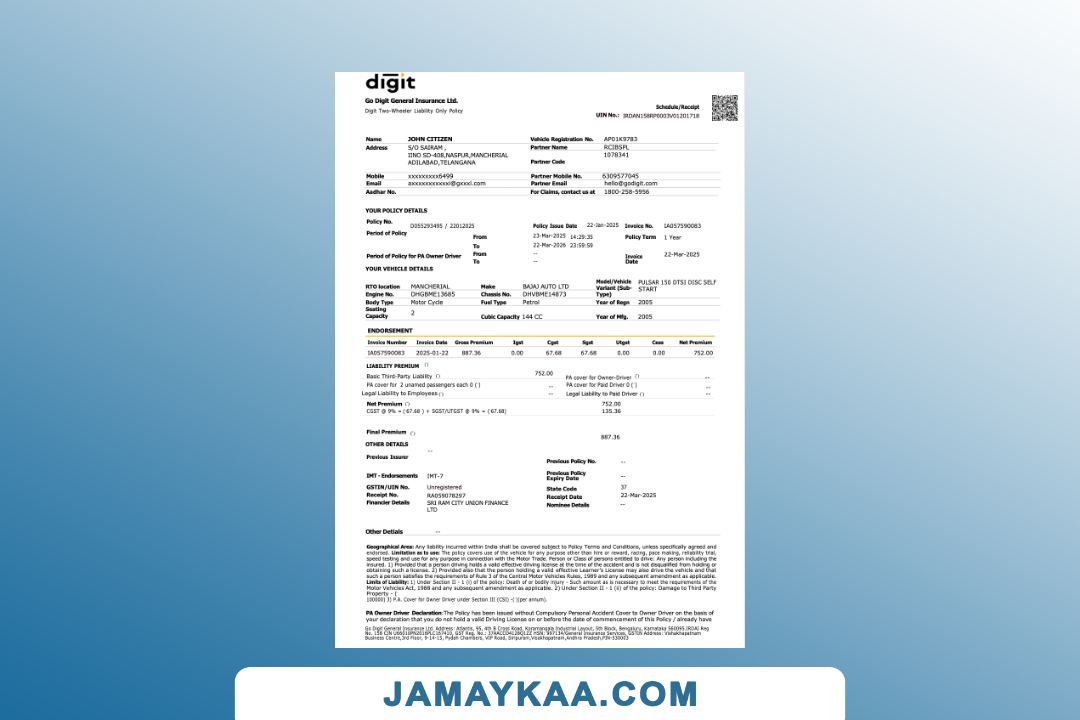 digit
Go Digit General Insurance Ltd.
Digit Two-Wheeler Liability Only Policy
Schedule/Receipt
UIN No.: IRDAN158RP0003V01201718
Name JOHN CITIZEN Vehicle Registration No. AP01K9783
Address S/O SAIRAM , Partner Name RCIBSPL
IINO SD-408,NASPUR,MANCHERIAL 1078341
ADILABAD,TELANGANA Partner Code
Mobile xxxxxxxxx6499 Partner Mobile No. 6309577045
Email axxxxxxxxxxxi@gxxxl.com Partner Email hello@godigit.com
Aadhar No. For Claims, contact us at 1800-258-5956
YOUR POLICY DETAILS
Policy No. D055293495 / 22012025 Policy Issue Date 22-Jan-2025 Invoice No. IA057590083
Period of Policy From 23-Mar-2025 14:29:35 Policy Term 1 Year
To 22-Mar-2026 23:59:59
Period of Policy for PA Owner Driver From -- Invoice Date 22-Mar-2025
To --
YOUR VEHICLE DETAILS
RTO location MANCHERIAL Make BAJAJ AUTO LTD Model/Vehicle Variant (Sub-Type) PULSAR 150 DTSI DISC SELF START
Engine No. DHGBME13685 Chassis No. DHVBME14873
Body Type Motor Cycle Fuel Type Petrol Year of Regn 2005
Seating Capacity 2 Cubic Capacity 144 CC Year of Mfg. 2005
ENDORSEMENT
Invoice Number Invoice Date Gross Premium Igst Cgst Sgst Utgst Cess Net Premium
IA057590083 2025-01-22 887.36 0.00 67.68 67.68 0.00 0.00 752.00
LIABILITY PREMIUM ()
Basic Third-Party Liability () 752.00 PA cover for Owner-Driver () --
PA cover for 2 unamed passengers each 0 (`) -- PA cover for Paid Driver 0 (`) --
Legal Liability to Employees () -- Legal Liability to Paid Driver () --
Net Premium () 752.00
CGST @ 9% = (`67.68 ) + SGST/UTGST @ 9% = (`67.68) 135.36
Final Premium () 887.36
OTHER DETAILS
Previous Insurer -- Previous Policy No. --
IMT - Endorsements IMT-7 Previous Policy Expiry Date --
GSTIN/UIN No. Unregistered State Code 37
Receipt No. RA059078297 Receipt Date 22-Mar-2025
Financier Details SRI RAM CITY UNION FINANCE LTD Nominee Details --
Other Detials --
Geographical Area: Any liability incurred within India shall be covered subject to Policy Terms and Conditions, unless specifically agreed and
endorsed. Limitation as to use: The policy covers use of the vehicle for any purpose other than hire or reward, racing, pace making, reliability trial,
speed testing and use for any purpose in connection with the Motor Trade. Person or Class of persons entitled to drive: Any person including the
insured. 1) Provided that a person driving holds a valid effective driving license at the time of the accident and is not disqualified from holding or
obtaining such a license. 2) Provided also that the person holding a valid effective Learner's License may also drive the vehicle and that
such a person satisfies the requirements of Rule 3 of the Central Motor Vehicles Rules, 1989 and any subsequent amendment as applicable.
Limits of Liability: 1) Under Section II - 1 (i) of the policy: Death of or bodily injury - Such amount as is necessary to meet the requirements of the
Motor Vehicles Act, 1989 and any subsequent amendment as applicable. 2) Under Section II - 1 (ii) of the policy: Damage to Third Party
Property - (`
100000) 3) P.A. Cover for Owner Driver under Section III (CSI) -(`)(per annum).
PA Owner Driver Declaration:The Policy has been issued without Compulsory Personal Accident Cover to Owner Driver on the basis of
your declaration that you do not hold a valid Driving License on or before the date of commencement of this Policy / already have
Go Digit General Insurance Ltd. Address: Atlantis, 95, 4th B Cross Road, Koramangala Industrial Layout, 5th Block, Bengaluru, Karnataka 560095.IRDAI Reg
No. 158 CIN U66010PN2016PLC167410, GST Reg. No.: 37AACCO4128Q1ZZ HSN: 997134/General Insurance Services, GSTIN Address: Vishakhapatnam
Business Centre,3rd Floor, 9-14-15, Pydah Chambers, VIP Road, Siripuram,Visakhapatnam,Andhra Pradesh,PIN-530003
JAMAYKAA.COM